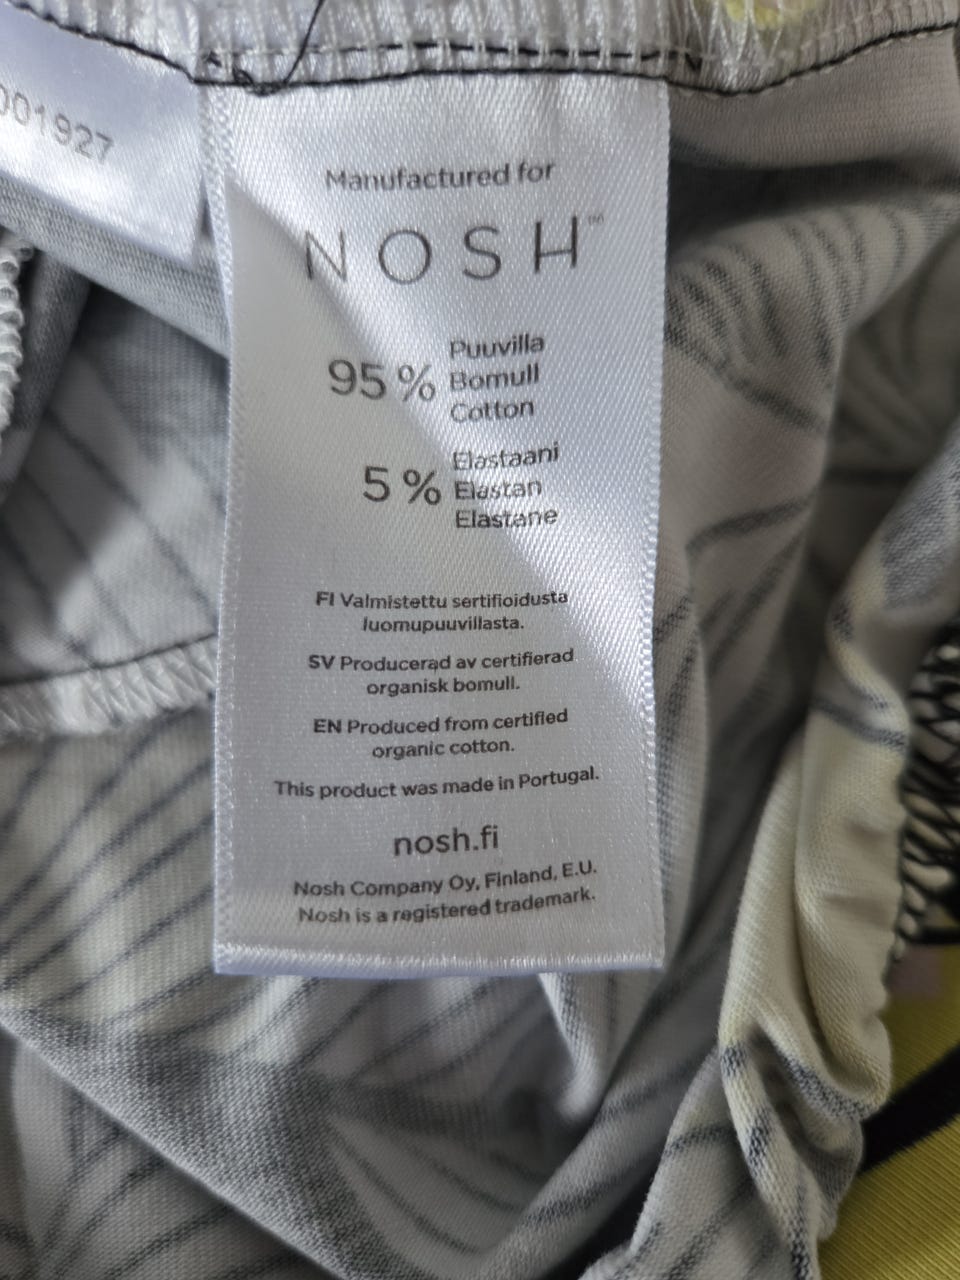 001927
Manufactured for
NOSH™
95 %
Puuvilla
Bomull
Cotton
5 %
Elastaani
Elastan
Elastane
FI Valmistettu sertifioidusta
luomupuuvillasta.
SV Producerad av certifierad
organisk bomull.
EN Produced from certified
organic cotton.
This product was made in Portugal.
nosh.fi
Nosh Company Oy, Finland, E.U.
Nosh is a registered trademark.